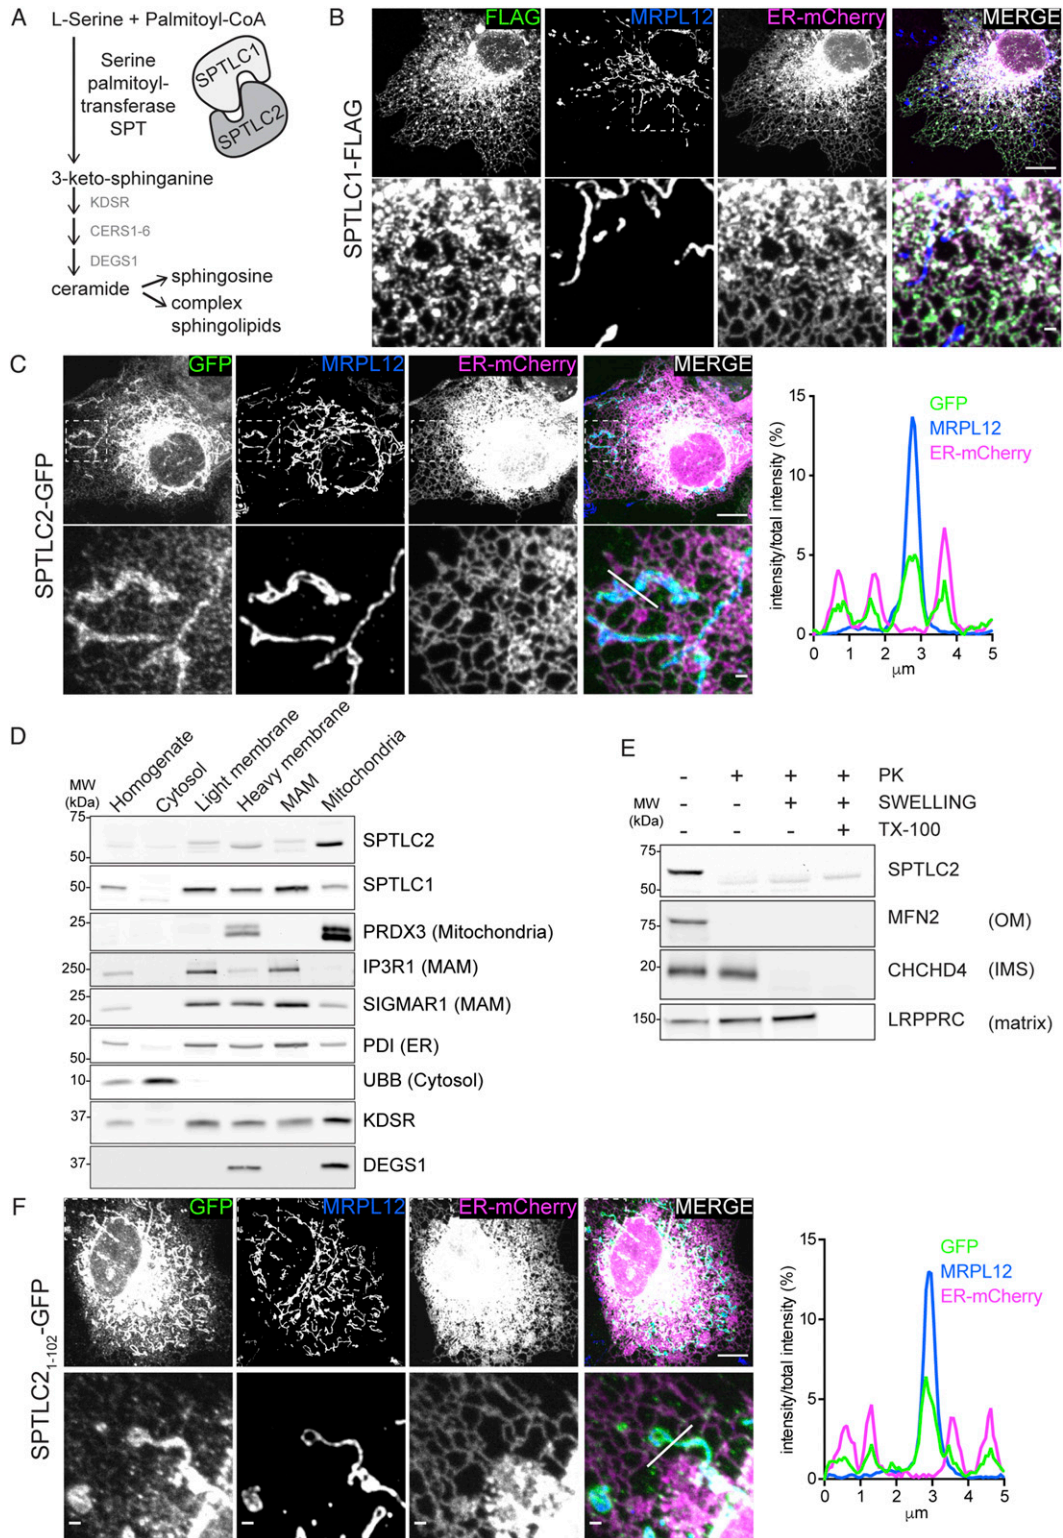 A
L-Serine + Palmitoyl-CoA
Serine
palmitoyl-
transferase
SPT
SPTLC1
SPTLC2
3-keto-sphinganine
KDSR
CERS1-6
DEGS1
ceramide
sphingosine
complex
sphingolipids
B
FLAG
MRPL12
ER-mCherry
MERGE
SPTLC1-FLAG
C
GFP
MRPL12
ER-mCherry
MERGE
SPTLC2-GFP
intensity/total intensity (%)
15
10
5
0
0 1 2 3 4 5
μm
GFP
MRPL12
ER-mCherry
D
MW
(kDa)
Homogenate
Cytosol
Light membrane
Heavy membrane
MAM
Mitochondria
75-
50-
SPTLC2
50-
SPTLC1
25-
PRDX3 (Mitochondria)
250-
IP3R1 (MAM)
25-
20-
SIGMAR1 (MAM)
50-
PDI (ER)
10-
UBB (Cytosol)
37-
KDSR
37-
DEGS1
E
- + + + PK
- - + + SWELLING
- - - + TX-100
MW
(kDa)
75-
50-
SPTLC2
75-
MFN2 (OM)
20-
CHCHD4 (IMS)
150-
LRPPRC (matrix)
F
GFP
MRPL12
ER-mCherry
MERGE
SPTLC2₁₋₁₀₂-GFP
intensity/total intensity (%)
15
10
5
0
0 1 2 3 4 5
μm
GFP
MRPL12
ER-mCherry